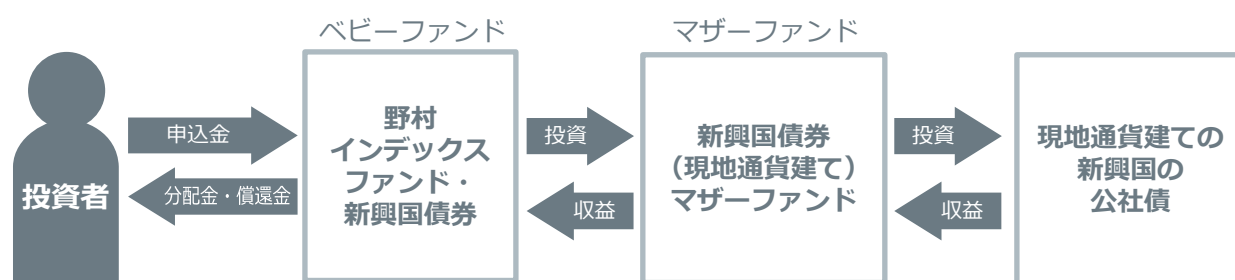 ベビーファンド
マザーファンド
投資者
申込金
分配金・償還金
野村
インデックス
ファンド・
新興国債券
投資
収益
新興国債券
（現地通貨建て）
マザーファンド
投資
収益
現地通貨建ての
新興国の
公社債